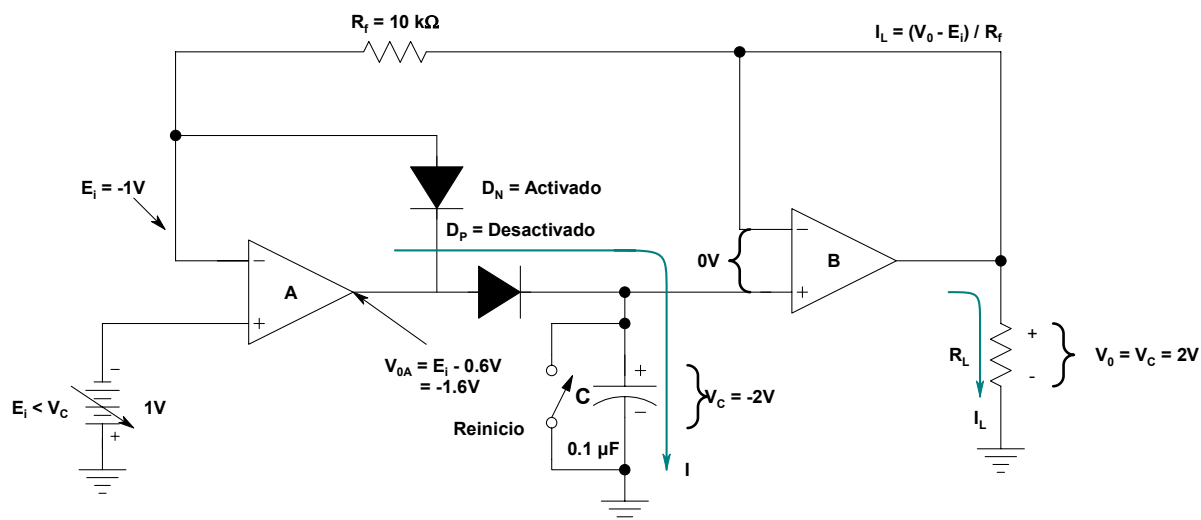 Rf = 10 kΩ
IL = (V0 - Ei) / Rf
Ei = -1V
DN = Activado
DP = Desactivado
0V
−
+
A
−
+
B
V0A = Ei - 0.6V
= -1.6V
−
+
Ei < VC
1V
Reinicio
C
+
−
0.1 µF
VC = -2V
I
RL
+
-
V0 = VC = 2V
IL